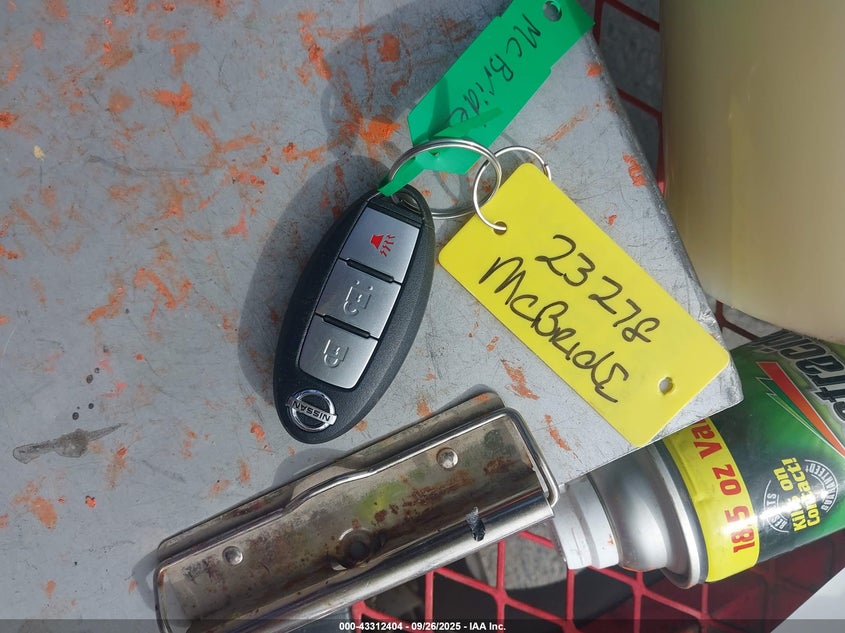 McBride
23278
McBRIDE
NISSAN
18.5 OZ
Kills on
Contact!
000-43312404 - 09/26/2025 - IAA Inc.